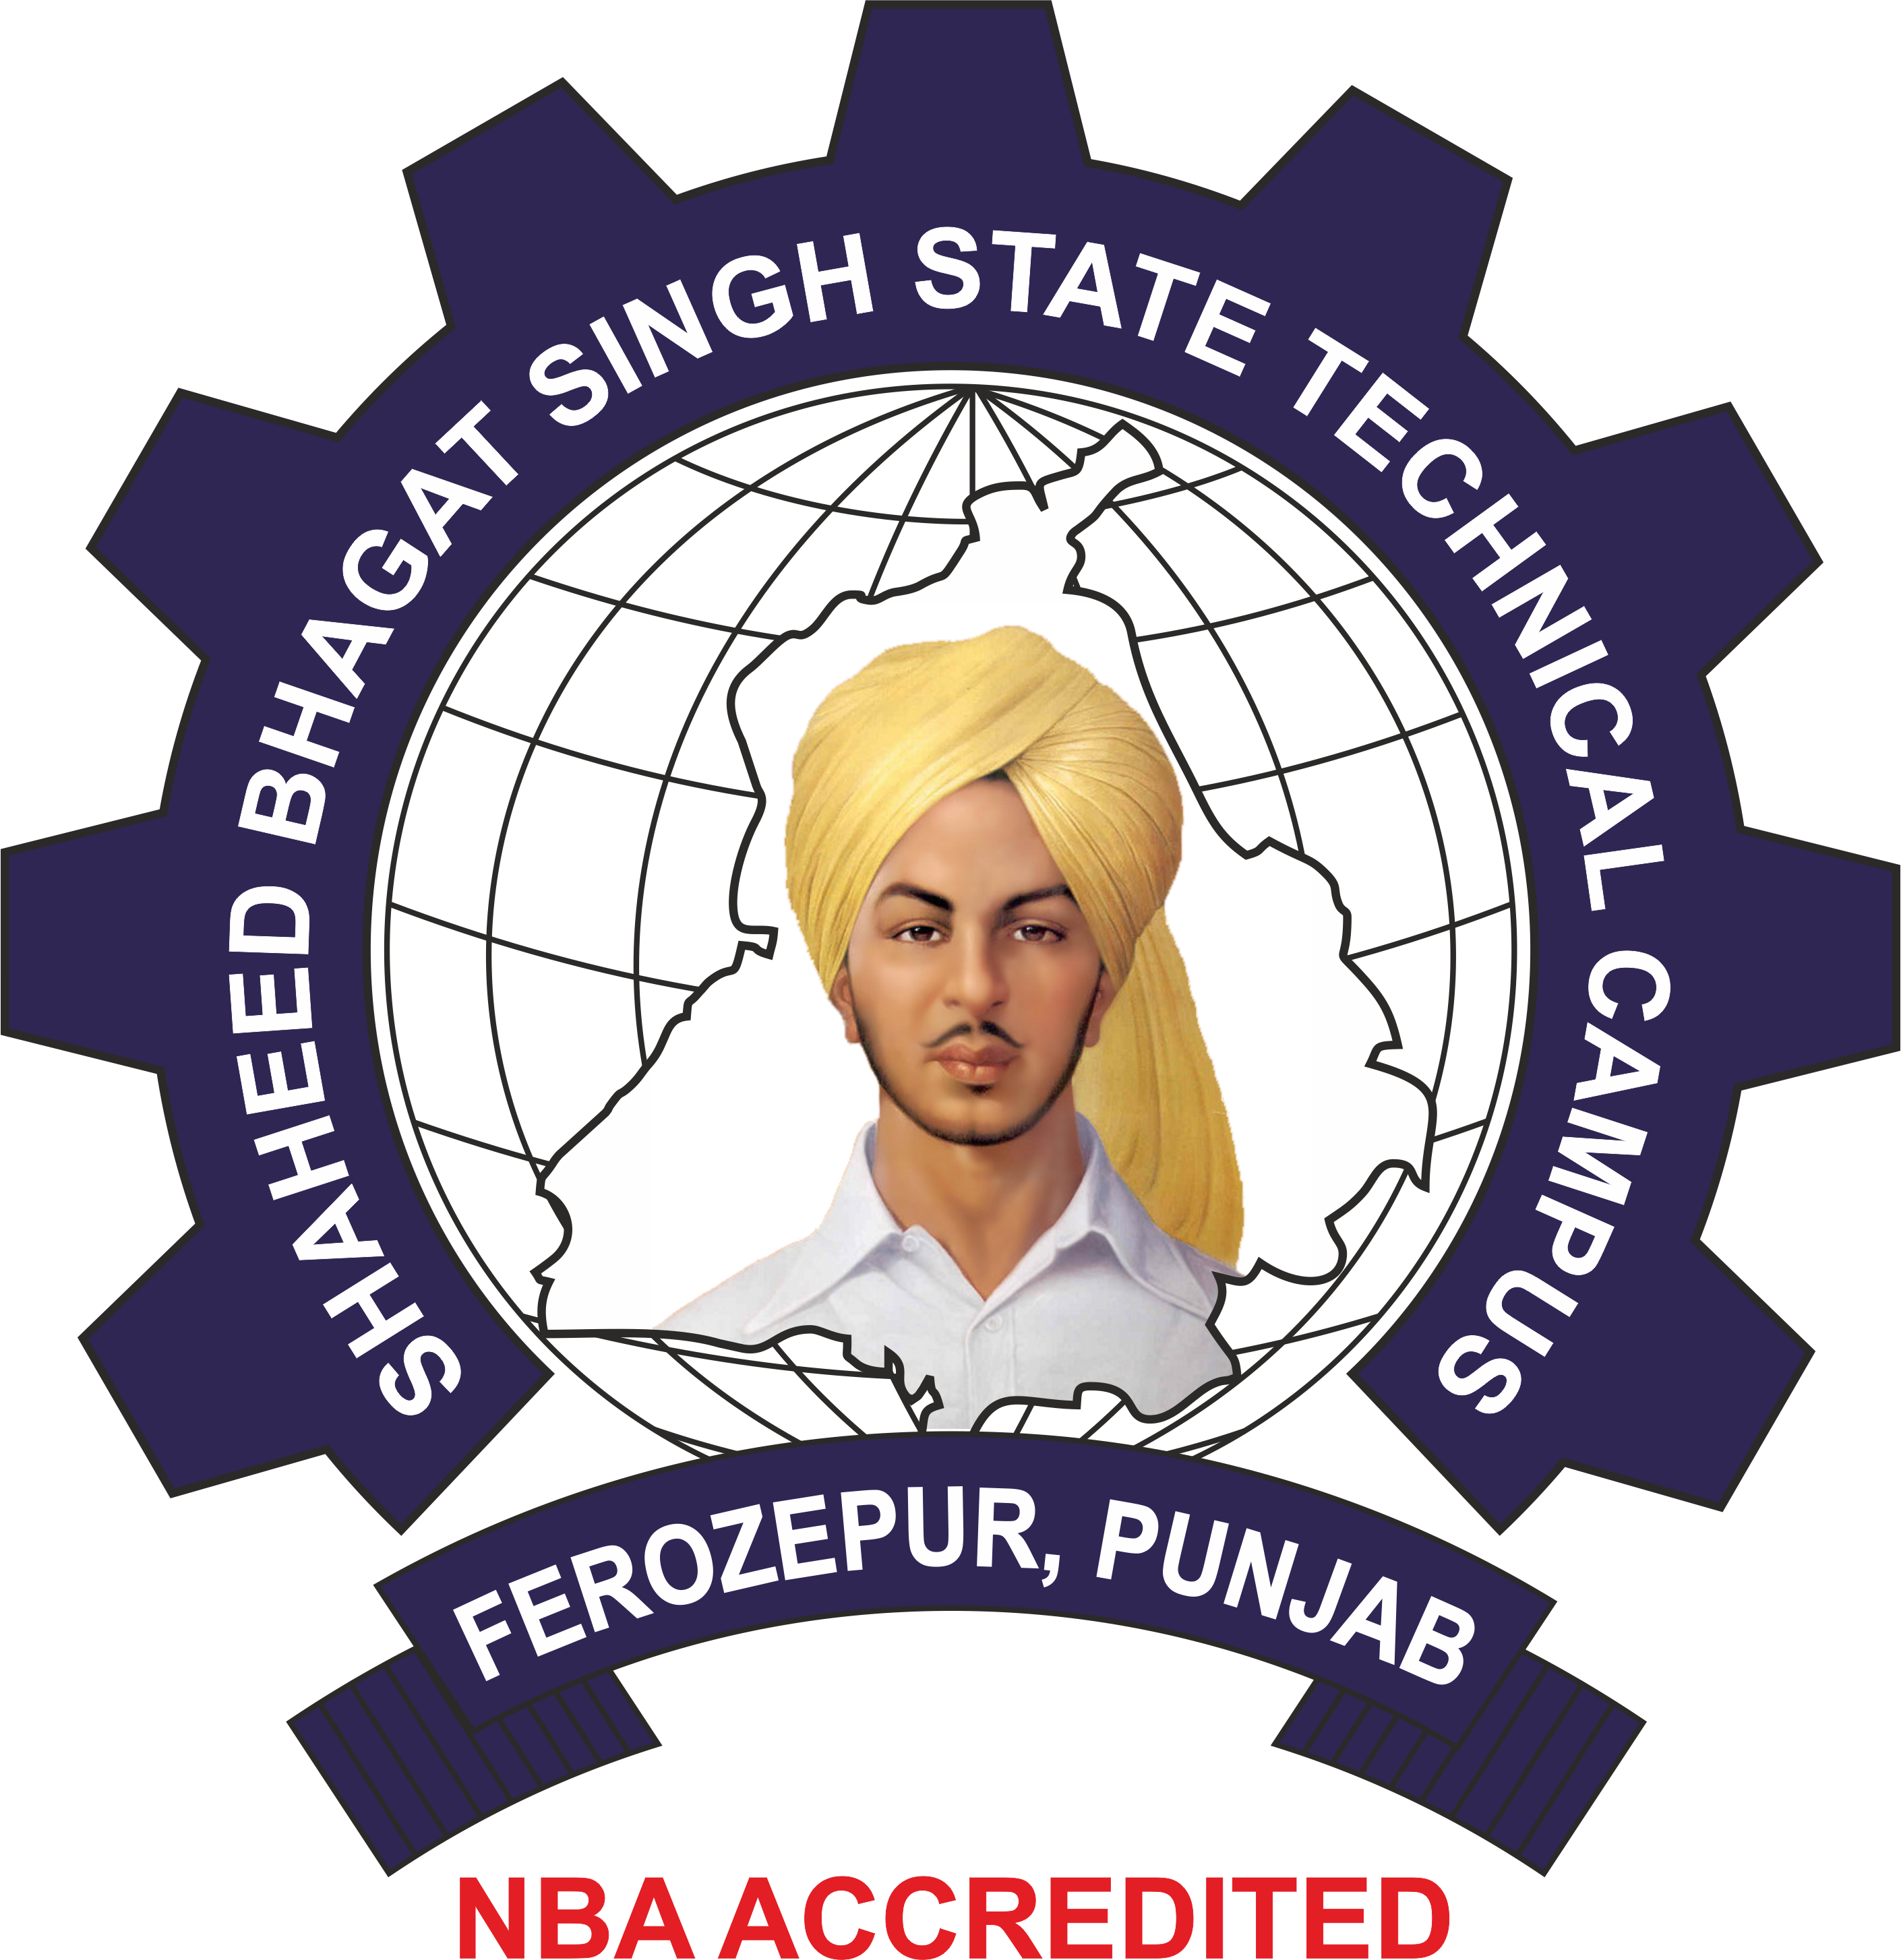 SHAHEED BHAGAT SINGH STATE TECHNICAL CAMPUS
FEROZEPUR, PUNJAB
NBA ACCREDITED